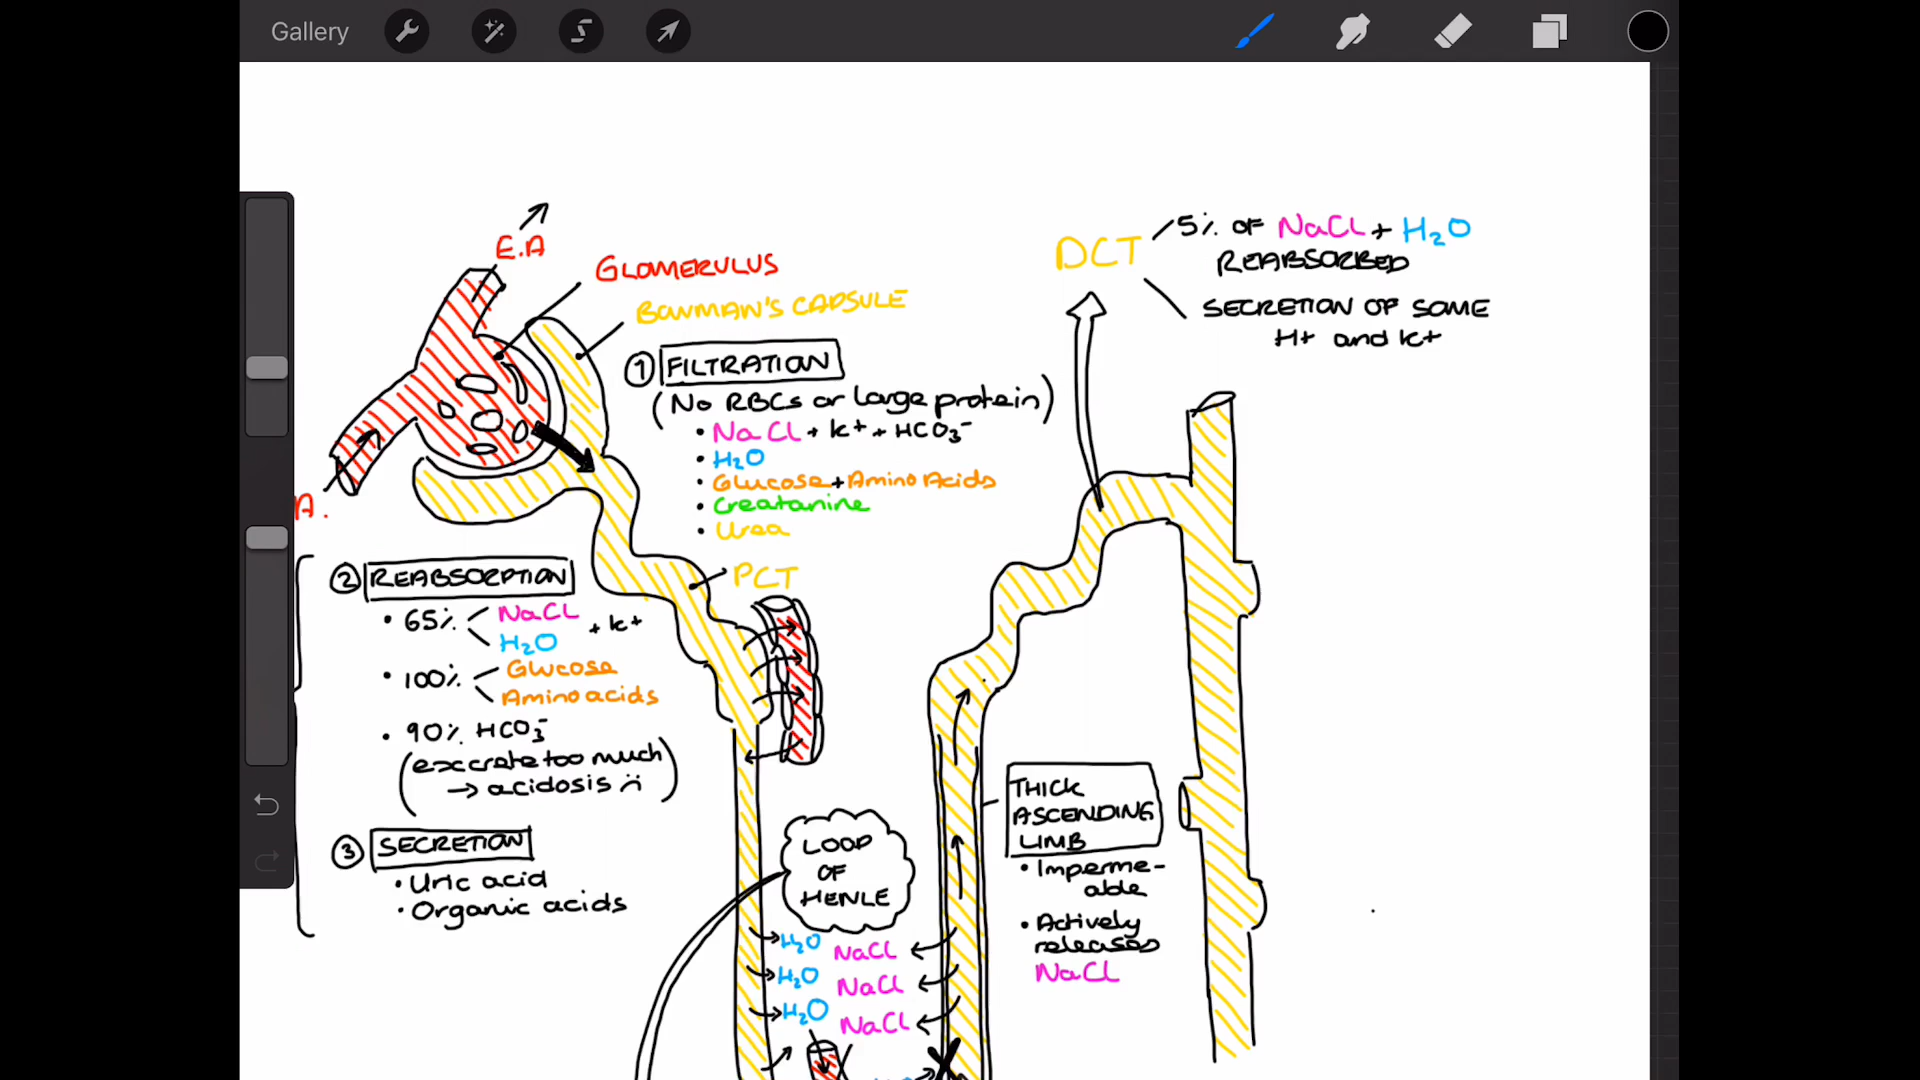 Gallery
E.A
GLOMERULUS
BOWMAN'S CAPSULE
① FILTRATION
(No RBCs or large protein)
• NaCl + K+ + HCO3-
• H2O
• Glucose + Amino Acids
• Creatanine
• Urea
A.
② REABSORPTION
• 65% NaCl
H2O + K+
• 100% Glucose
Amino acids
• 90% HCO3-
(exccrete too much
→ acidosis :()
③ SECRETION
• Uric acid
• Organic acids
PCT
LOOP
OF
HENLE
H2O NaCl
H2O NaCl
H2O NaCl
DCT
5% OF NaCl + H2O
REABSORBED
SECRETION OF SOME
H+ and K+
THICK
ASCENDING
LIMB
• Imperme-
able
• Actively
releases
NaCl